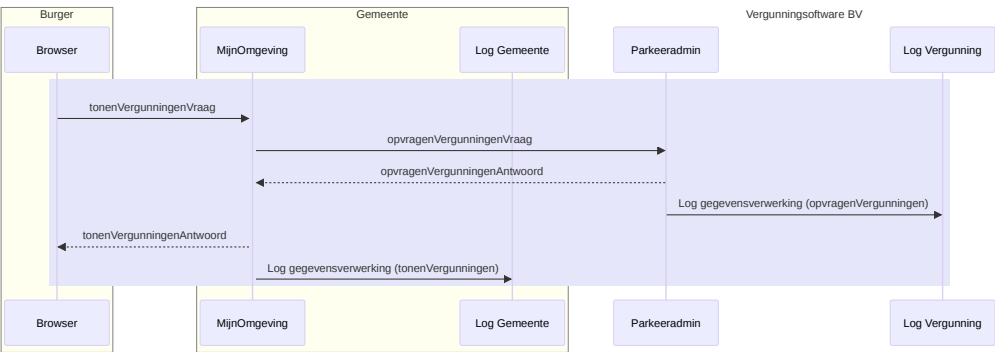 Burger
Gemeente
Vergunningsoftware BV
Browser
MijnOmgeving
Log Gemeente
Parkeeradmin
Log Vergunning
tonenVergunningenVraag
opvragenVergunningenVraag
opvragenVergunningenAntwoord
Log gegevensverwerking (opvragenVergunningen)
tonenVergunningenAntwoord
Log gegevensverwerking (tonenVergunningen)
Browser
MijnOmgeving
Log Gemeente
Parkeeradmin
Log Vergunning